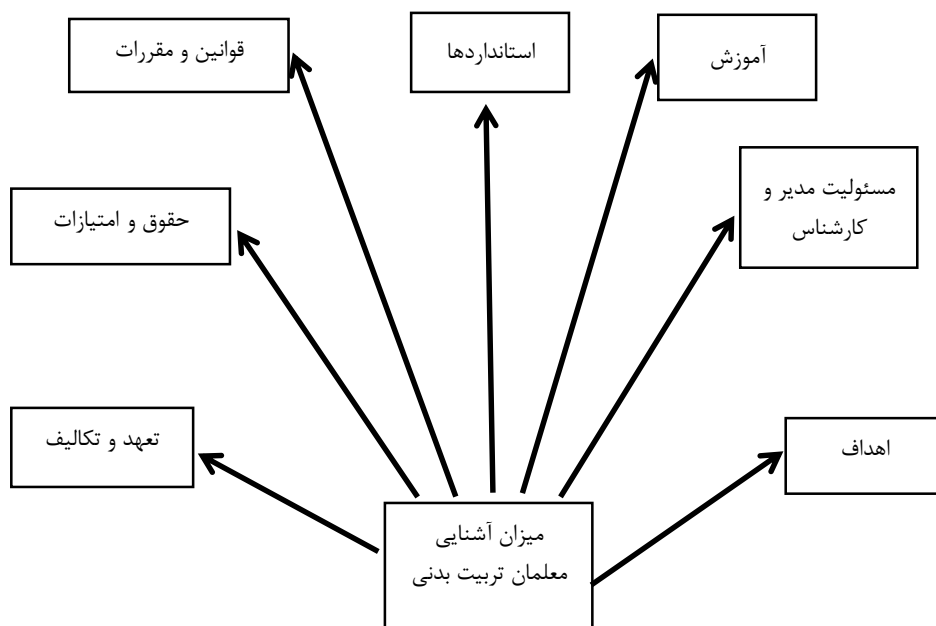 آموزش
استانداردها
قوانین و مقررات
مسئولیت مدیر و
کارشناس
حقوق و امتیازات
اهداف
تعهد و تکالیف
میزان آشنایی
معلمان تربیت بدنی